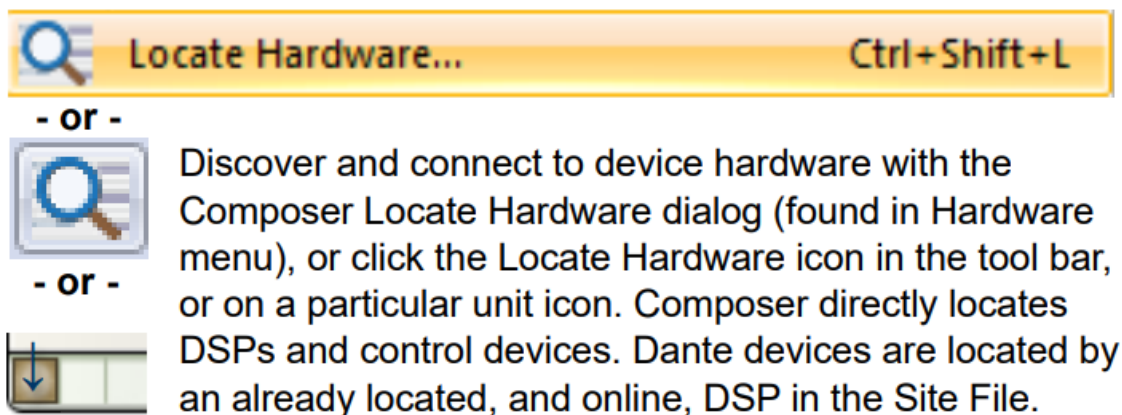 Locate Hardware... Ctrl+Shift+L
- or -
Discover and connect to device hardware with the
Composer Locate Hardware dialog (found in Hardware
menu), or click the Locate Hardware icon in the tool bar,
- or -
or on a particular unit icon. Composer directly locates
DSPs and control devices. Dante devices are located by
an already located, and online, DSP in the Site File.